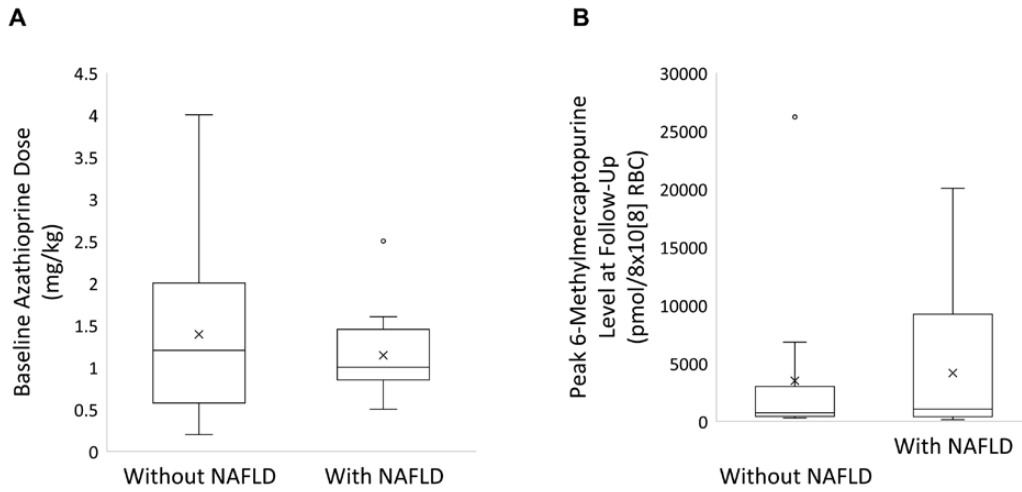 A
Baseline Azathioprine Dose
(mg/kg)
4.5
4
3.5
3
2.5
2
1.5
1
0.5
0
Without NAFLD
With NAFLD
B
Peak 6-Methylmercaptopurine
Level at Follow-Up
(pmol/8x10[8] RBC)
30000
25000
20000
15000
10000
5000
0
Without NAFLD
With NAFLD